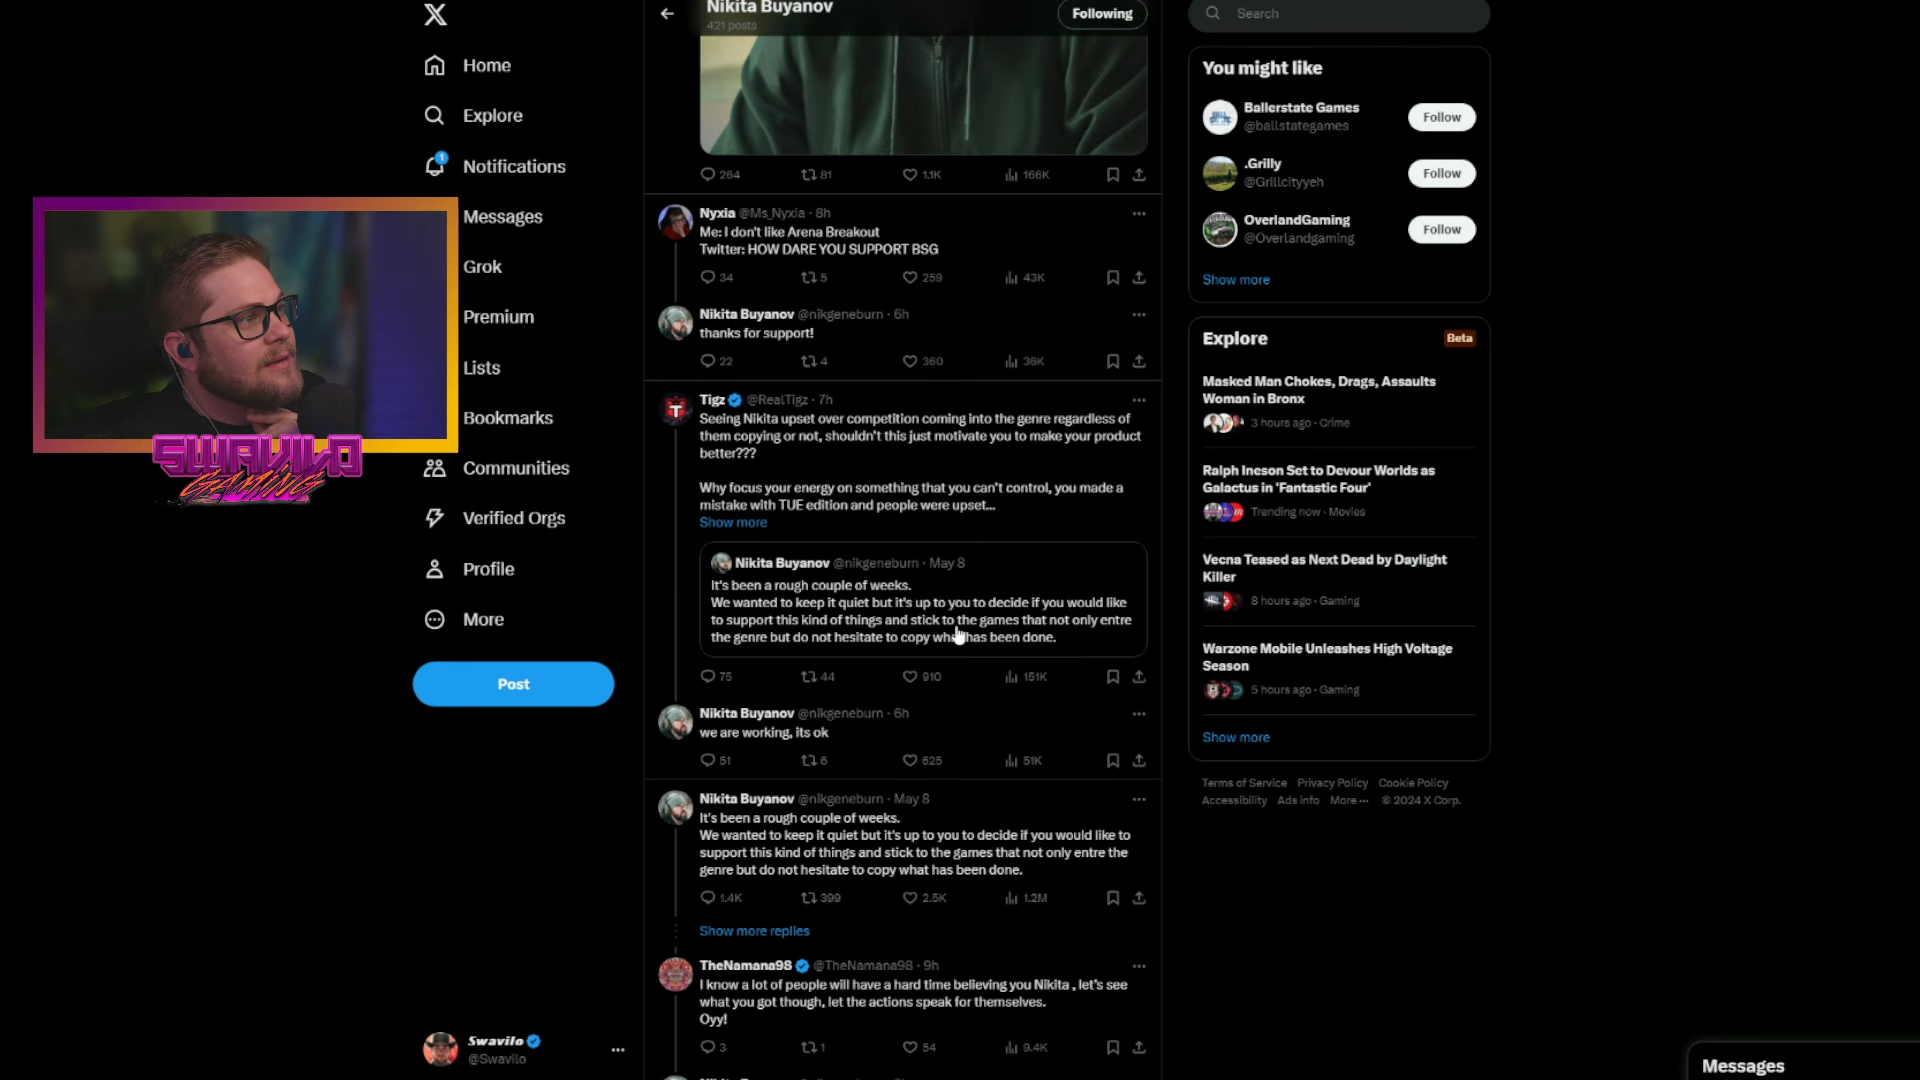 Nikita Buyanov
421 posts
Following
Search
Home
Explore
1
Notifications
Messages
Grok
Premium
Lists
Bookmarks
Communities
Verified Orgs
Profile
More
Post
SWAVILO
GAMING
Swavilo
@Swavilo
264
81
1.1K
166K
Nyxia @Ms_Nyxia · 8h
Me: I don't like Arena Breakout
Twitter: HOW DARE YOU SUPPORT BSG
34
5
259
43K
Nikita Buyanov @nikgeneburn · 6h
thanks for support!
22
4
360
36K
Tigz @RealTigz · 7h
Seeing Nikita upset over competition coming into the genre regardless of
them copying or not, shouldn't this just motivate you to make your product
better???
Why focus your energy on something that you can't control, you made a
mistake with TUE edition and people were upset...
Show more
Nikita Buyanov @nikgeneburn · May 8
It's been a rough couple of weeks.
We wanted to keep it quiet but it's up to you to decide if you would like
to support this kind of things and stick to the games that not only entre
the genre but do not hesitate to copy what has been done.
75
44
910
151K
Nikita Buyanov @nikgeneburn · 6h
we are working, its ok
51
6
625
51K
Nikita Buyanov @nikgeneburn · May 8
It's been a rough couple of weeks.
We wanted to keep it quiet but it's up to you to decide if you would like to
support this kind of things and stick to the games that not only entre the
genre but do not hesitate to copy what has been done.
1.4K
399
2.5K
1.2M
Show more replies
TheNamana98 @TheNamana98 · 9h
I know a lot of people will have a hard time believing you Nikita , let's see
what you got though, let the actions speak for themselves.
Oyy!
3
1
54
9.4K
You might like
Ballerstate Games
@ballstategames
Follow
.Grilly
@Grillcityyeh
Follow
OverlandGaming
@Overlandgaming
Follow
Show more
Explore
Beta
Masked Man Chokes, Drags, Assaults
Woman in Bronx
3 hours ago · Crime
Ralph Ineson Set to Devour Worlds as
Galactus in 'Fantastic Four'
Trending now · Movies
Vecna Teased as Next Dead by Daylight
Killer
8 hours ago · Gaming
Warzone Mobile Unleashes High Voltage
Season
5 hours ago · Gaming
Show more
Terms of Service Privacy Policy Cookie Policy
Accessibility Ads info More ··· © 2024 X Corp.
Messages